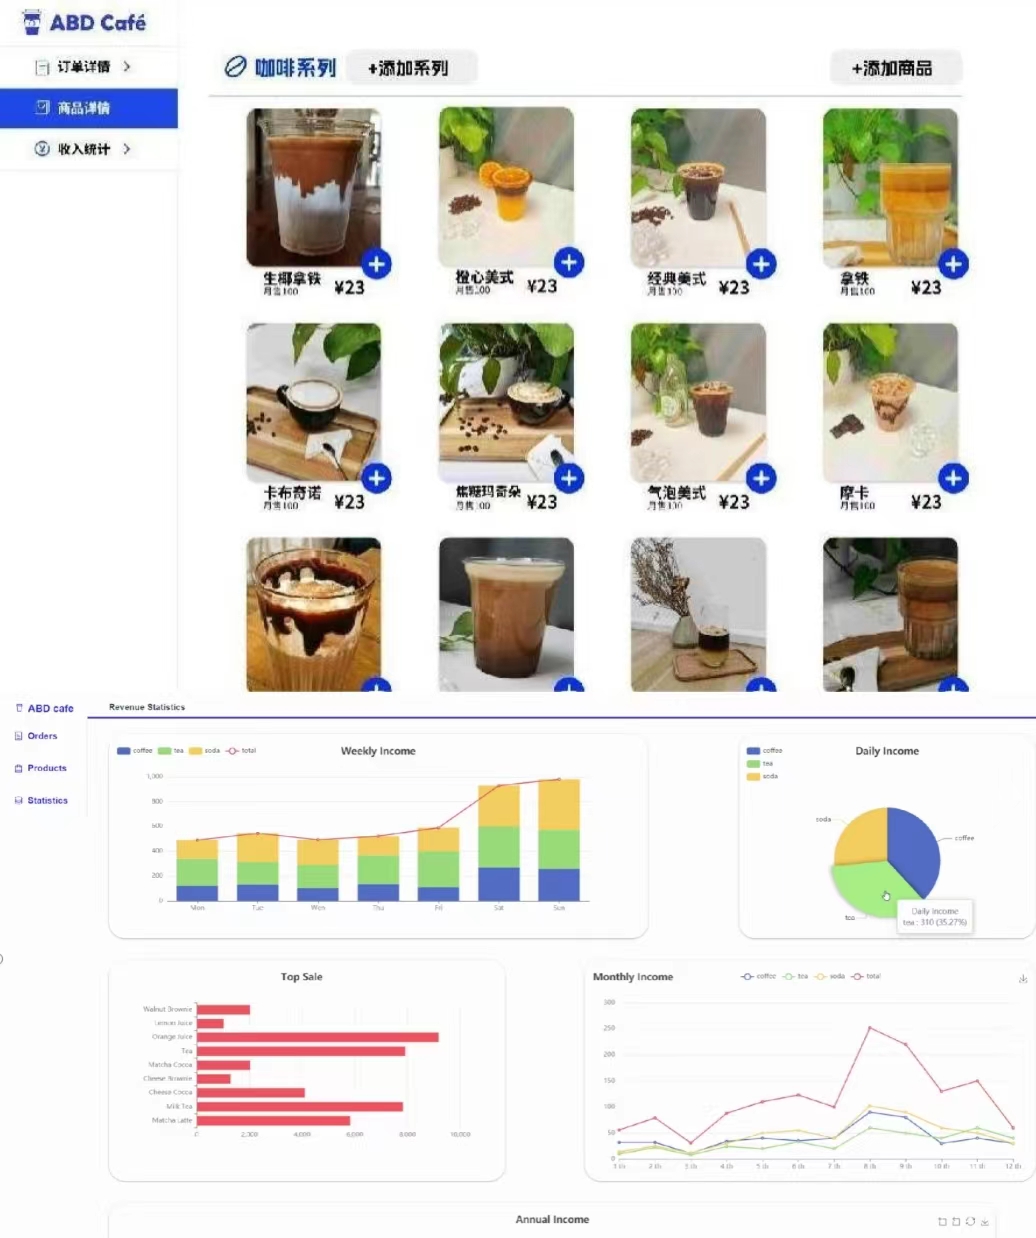 ABD Café
订单详情
商品详情
收入统计
咖啡系列 +添加系列 +添加商品
生椰拿铁 月售100 ¥23
橙心美式 月售100 ¥23
经典美式 月售100 ¥23
拿铁 月售100 ¥23
卡布奇诺 月售100 ¥23
焦糖玛奇朵 月售100 ¥23
气泡美式 月售100 ¥23
摩卡 月售100 ¥23
ABD cafe
Orders
Products
Statistics
Revenue Statistics
coffee tea soda total
Weekly Income
1,000
800
600
400
200
0
Mon Tue Wen Thu Fri Sat Sun
coffee
tea
soda
Daily Income
soda
coffee
tea
Daily Income
tea : 310 (35.27%)
Top Sale
Walnut Brownie
Lemon Juice
Orange Juice
Tea
Matcha Cocoa
Cheese Brownie
Cheese Cocoa
Milk Tea
Matcha Latte
0 2,000 4,000 6,000 8,000 10,000
Monthly Income
coffee tea soda total
300
250
200
150
100
50
0
1 th 2 th 3 th 4 th 5 th 6 th 7 th 8 th 9 th 10 th 11 th 12 th
Annual Income